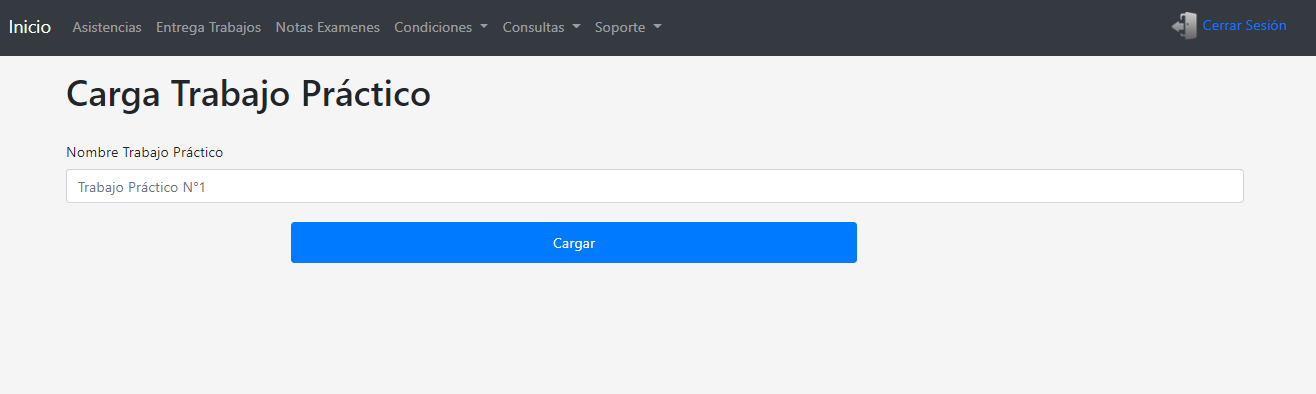 Inicio Asistencias Entrega Trabajos Notas Examenes Condiciones Consultas Soporte Cerrar Sesión
Carga Trabajo Práctico
Nombre Trabajo Práctico
Trabajo Práctico N°1
Cargar